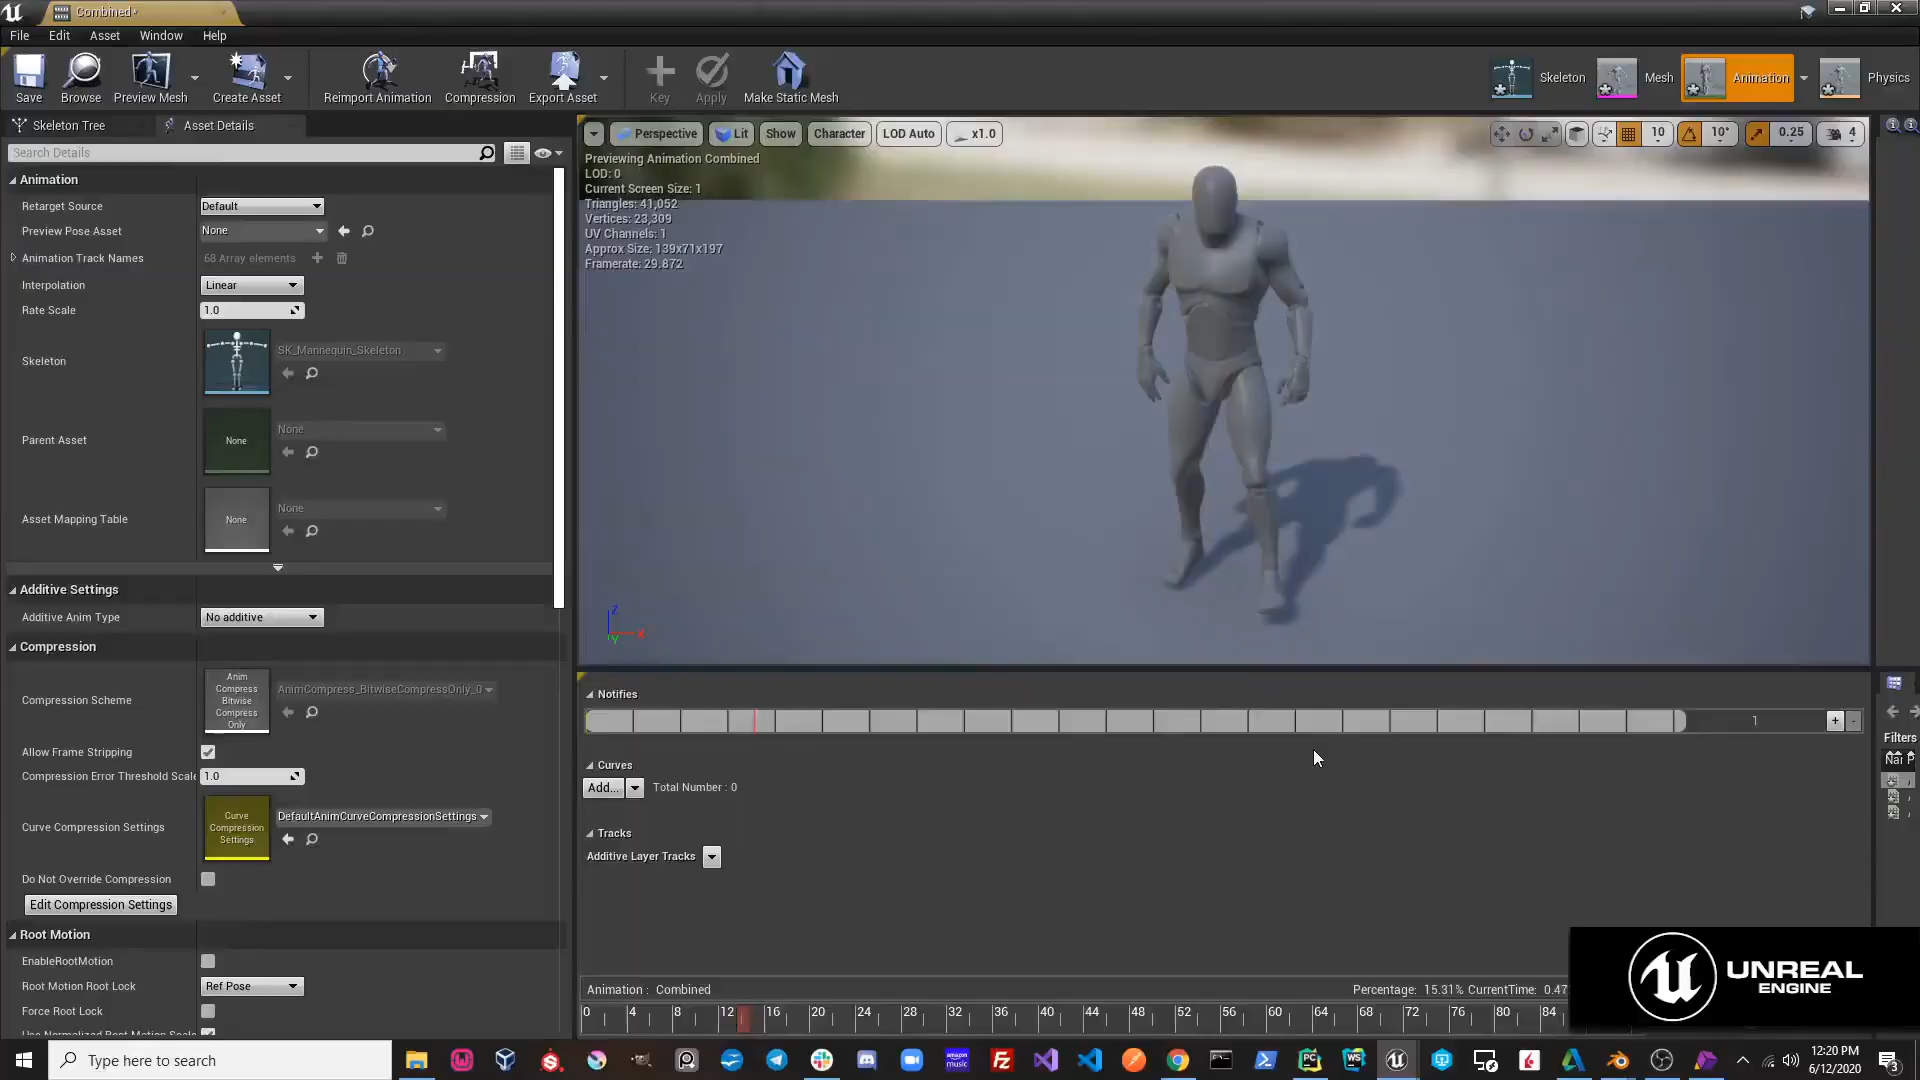 Combined•
File Edit Asset Window Help
Save Browse Preview Mesh Create Asset Reimport Animation Compression Export Asset Key Apply Make Static Mesh Skeleton Mesh Animation Physics
Skeleton Tree Asset Details
Search Details
Animation
Retarget Source Default
Preview Pose Asset None
Animation Track Names 68 Array elements
Interpolation Linear
Rate Scale 1.0
Skeleton SK_Mannequin_Skeleton
Parent Asset None None
Asset Mapping Table None None
Additive Settings
Additive Anim Type No additive
Compression
Compression Scheme Anim Compress Bitwise Compress Only AnimCompress_BitwiseCompressOnly_0
Allow Frame Stripping
Compression Error Threshold Scale 1.0
Curve Compression Settings Curve Compression Settings DefaultAnimCurveCompressionSettings
Do Not Override Compression
Edit Compression Settings
Root Motion
EnableRootMotion
Root Motion Root Lock Ref Pose
Force Root Lock
Use Normalized Root Motion Scale
Perspective Lit Show Character LOD Auto x1.0 10 10° 0.25 4
Previewing Animation Combined
LOD: 0
Current Screen Size: 1
Triangles: 41,052
Vertices: 23,309
UV Channels: 1
Approx Size: 139x71x197
Framerate: 29.872
Z
X
Y
Notifies
1 + -
Curves
Add... Total Number : 0
Tracks
Additive Layer Tracks
Filters
Animation : Combined Percentage: 15.31% CurrentTime: 0.47
0 4 8 12 16 20 24 28 32 36 40 44 48 52 56 60 64 68 72 76 80 84
UNREAL
ENGINE
Type here to search
amazon music
PC
WS
12:20 PM
6/12/2020
3